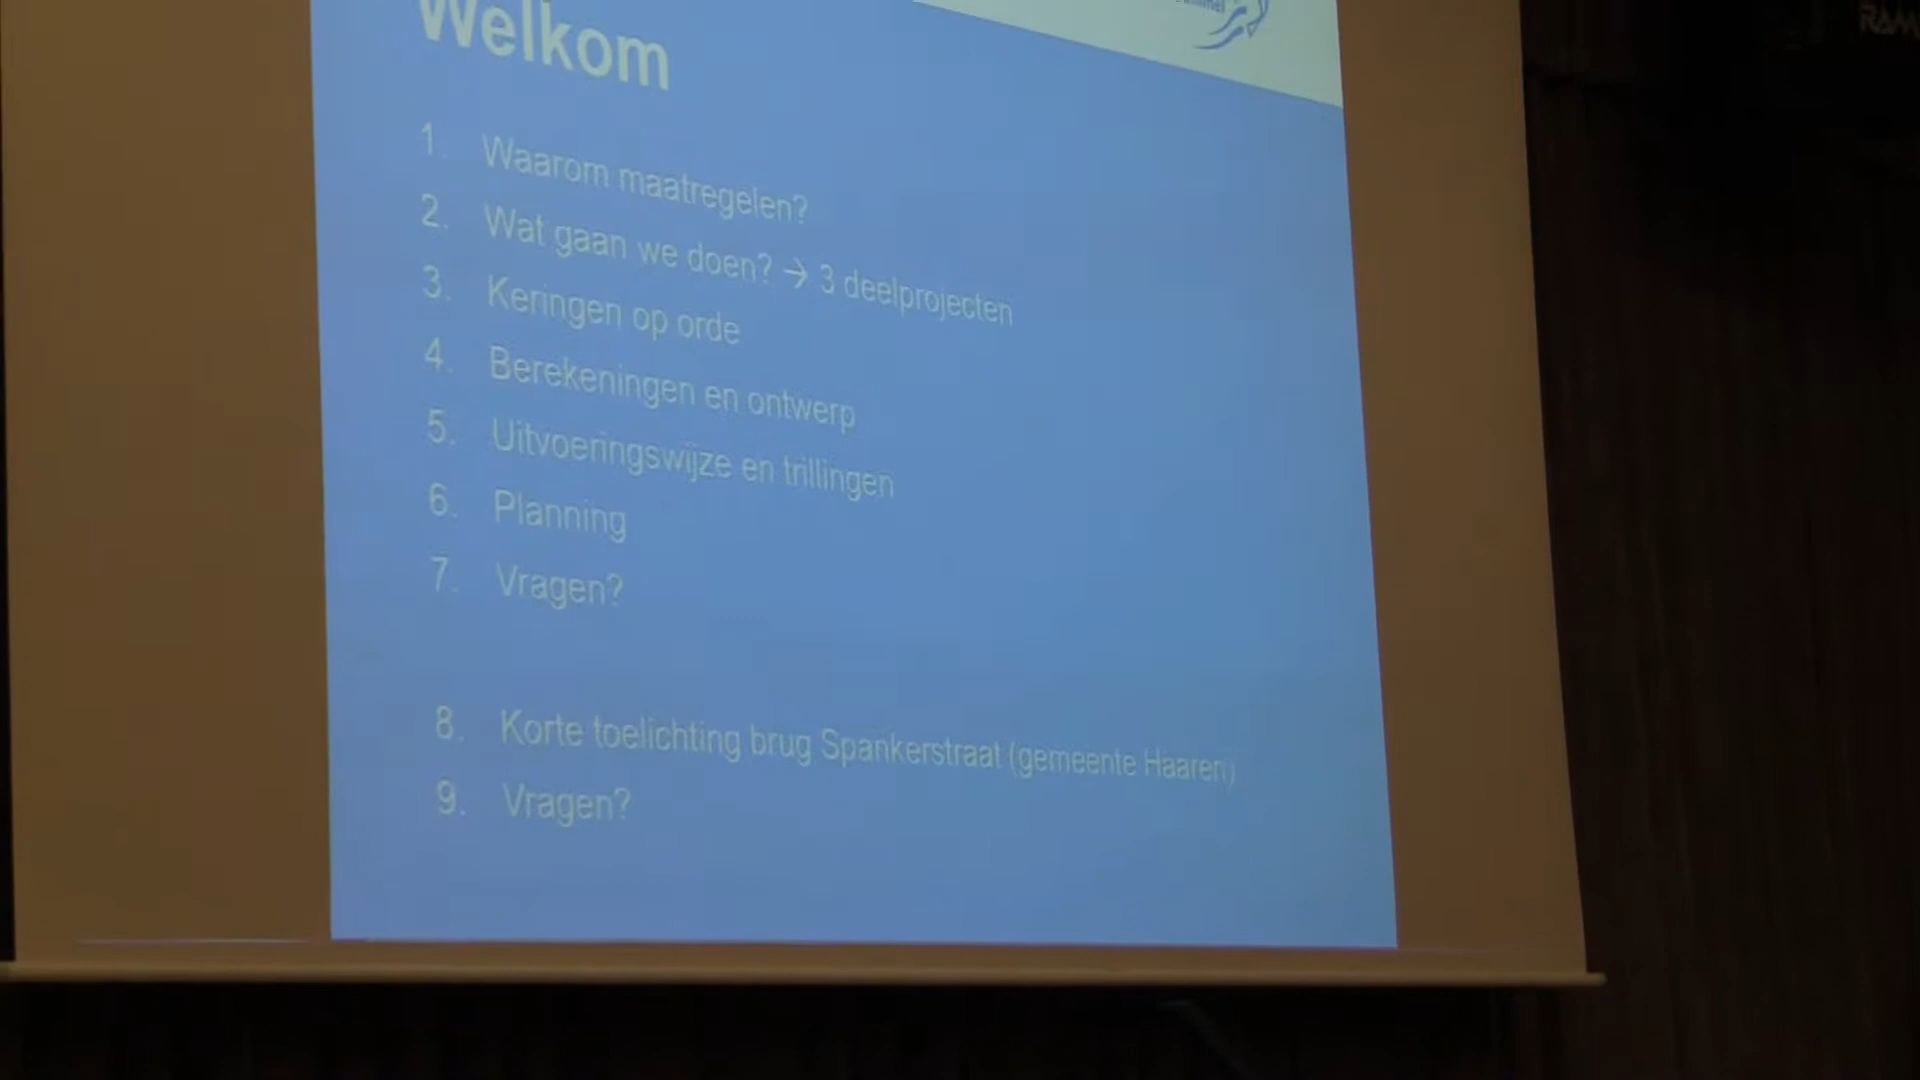 Welkom
1. Waarom maatregelen?
2. Wat gaan we doen? → 3 deelprojecten
3. Keringen op orde
4. Berekeningen en ontwerp
5. Uitvoeringswijze en trillingen
6. Planning
7. Vragen?
8. Korte toelichting brug Spankerstraat (gemeente Haaren)
9. Vragen?